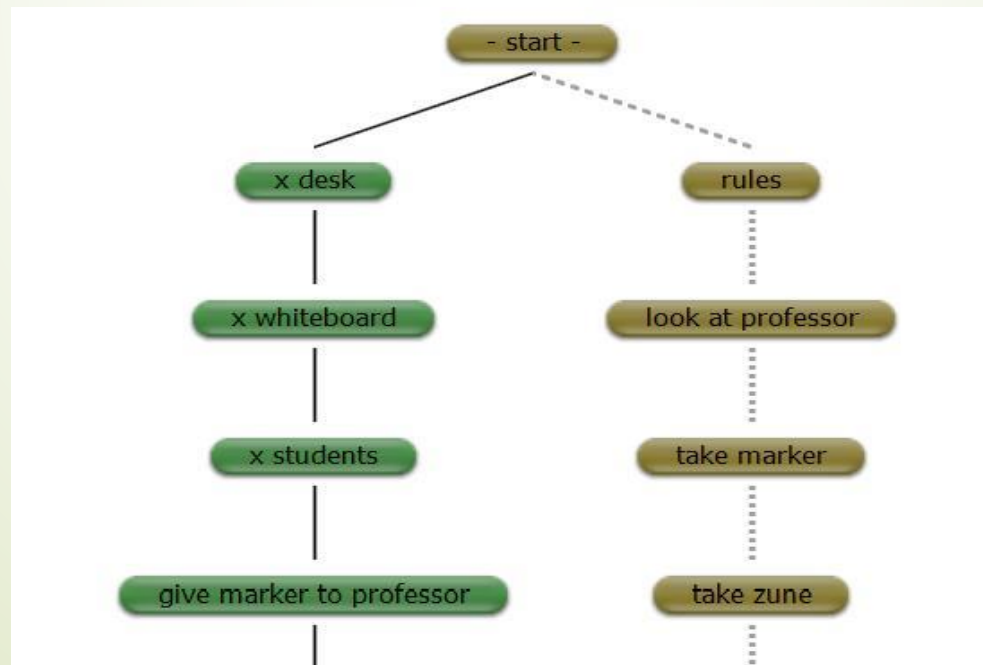 - start -
x desk
rules
x whiteboard
look at professor
x students
take marker
give marker to professor
take zune